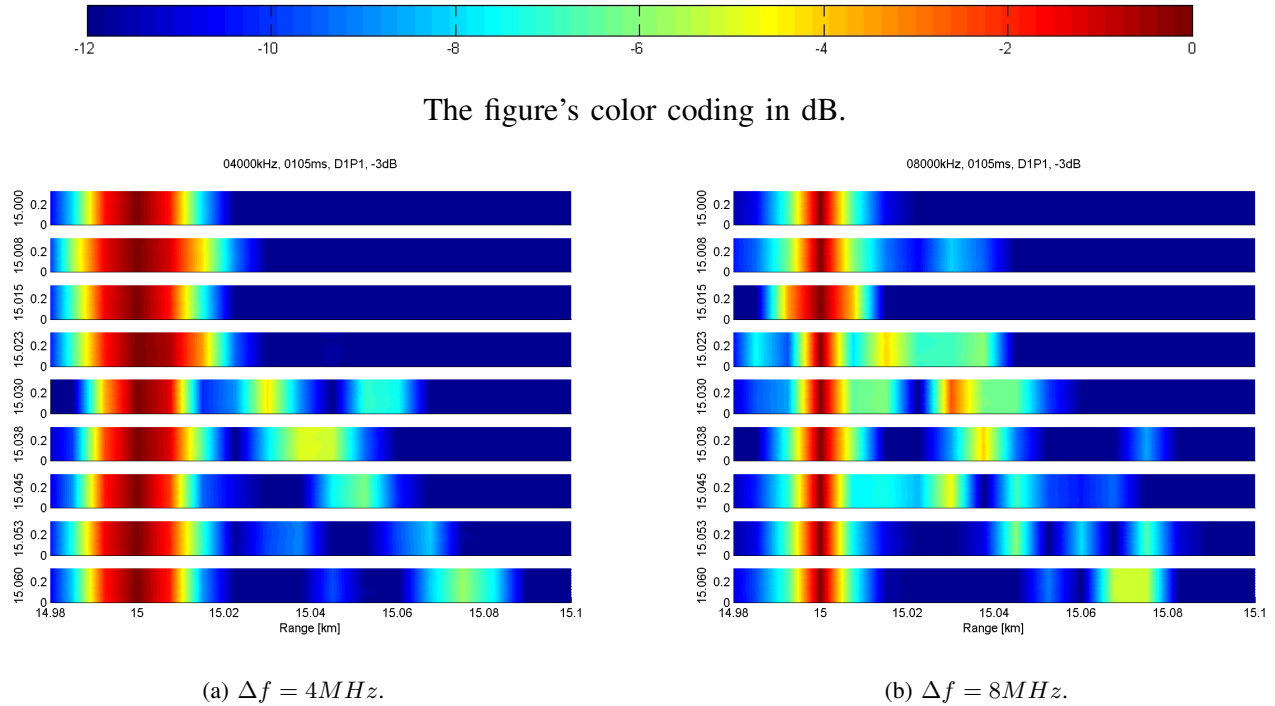 -12 -10 -8 -6 -4 -2 0
The figure's color coding in dB.
04000kHz, 0105ms, D1P1, -3dB
15.000 0.2 0
15.008 0.2 0
15.015 0.2 0
15.023 0.2 0
15.030 0.2 0
15.038 0.2 0
15.045 0.2 0
15.053 0.2 0
15.060 0.2 0
14.98 15 15.02 15.04 15.06 15.08 15.1
Range [km]
(a) Δf = 4MHz.
08000kHz, 0105ms, D1P1, -3dB
15.000 0.2 0
15.008 0.2 0
15.015 0.2 0
15.023 0.2 0
15.030 0.2 0
15.038 0.2 0
15.045 0.2 0
15.053 0.2 0
15.060 0.2 0
14.98 15 15.02 15.04 15.06 15.08 15.1
Range [km]
(b) Δf = 8MHz.